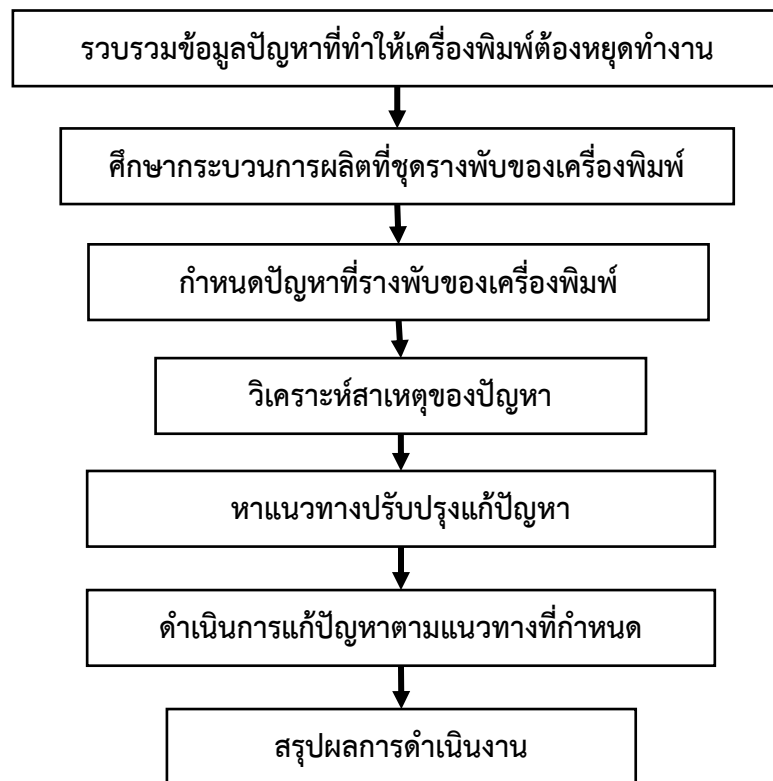 รวบรวมข้อมูลปัญหาที่ทำให้เครื่องพิมพ์ต้องหยุดทำงาน
ศึกษากระบวนการผลิตที่ชุดรางพับของเครื่องพิมพ์
กำหนดปัญหาที่รางพับของเครื่องพิมพ์
วิเคราะห์สาเหตุของปัญหา
หาแนวทางปรับปรุงแก้ปัญหา
ดำเนินการแก้ปัญหาตามแนวทางที่กำหนด
สรุปผลการดำเนินงาน